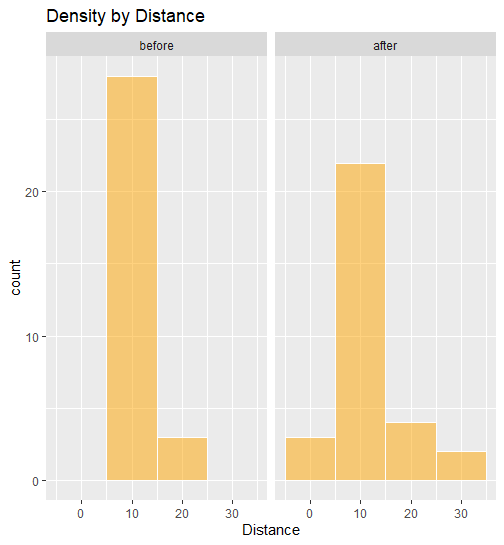 Density by Distance
before after
20
10
0
count
0 10 20 30 0 10 20 30
Distance